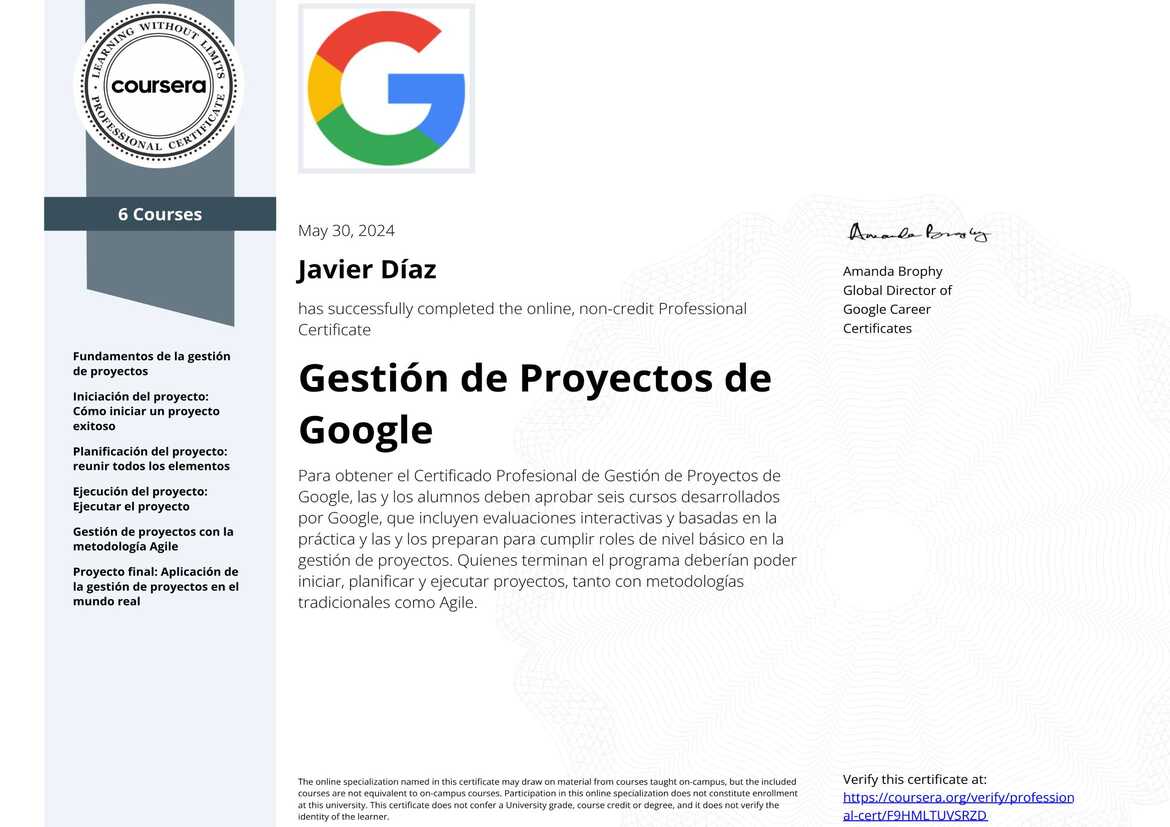 LEARNING WITHOUT LIMITS
coursera
PROFESSIONAL CERTIFICATE
6 Courses
Fundamentos de la gestión
de proyectos
Iniciación del proyecto:
Cómo iniciar un proyecto
exitoso
Planificación del proyecto:
reunir todos los elementos
Ejecución del proyecto:
Ejecutar el proyecto
Gestión de proyectos con la
metodología Agile
Proyecto final: Aplicación de
la gestión de proyectos en el
mundo real
G
May 30, 2024
Javier Díaz
has successfully completed the online, non-credit Professional
Certificate
Gestión de Proyectos de
Google
Para obtener el Certificado Profesional de Gestión de Proyectos de
Google, las y los alumnos deben aprobar seis cursos desarrollados
por Google, que incluyen evaluaciones interactivas y basadas en la
práctica y las y los preparan para cumplir roles de nivel básico en la
gestión de proyectos. Quienes terminan el programa deberían poder
iniciar, planificar y ejecutar proyectos, tanto con metodologías
tradicionales como Agile.
The online specialization named in this certificate may draw on material from courses taught on-campus, but the included
courses are not equivalent to on-campus courses. Participation in this online specialization does not constitute enrollment
at this university. This certificate does not confer a University grade, course credit or degree, and it does not verify the
identity of the learner.
Amanda Brophy
Amanda Brophy
Global Director of
Google Career
Certificates
Verify this certificate at:
https://coursera.org/verify/profession
al-cert/F9HMLTUVSRZD